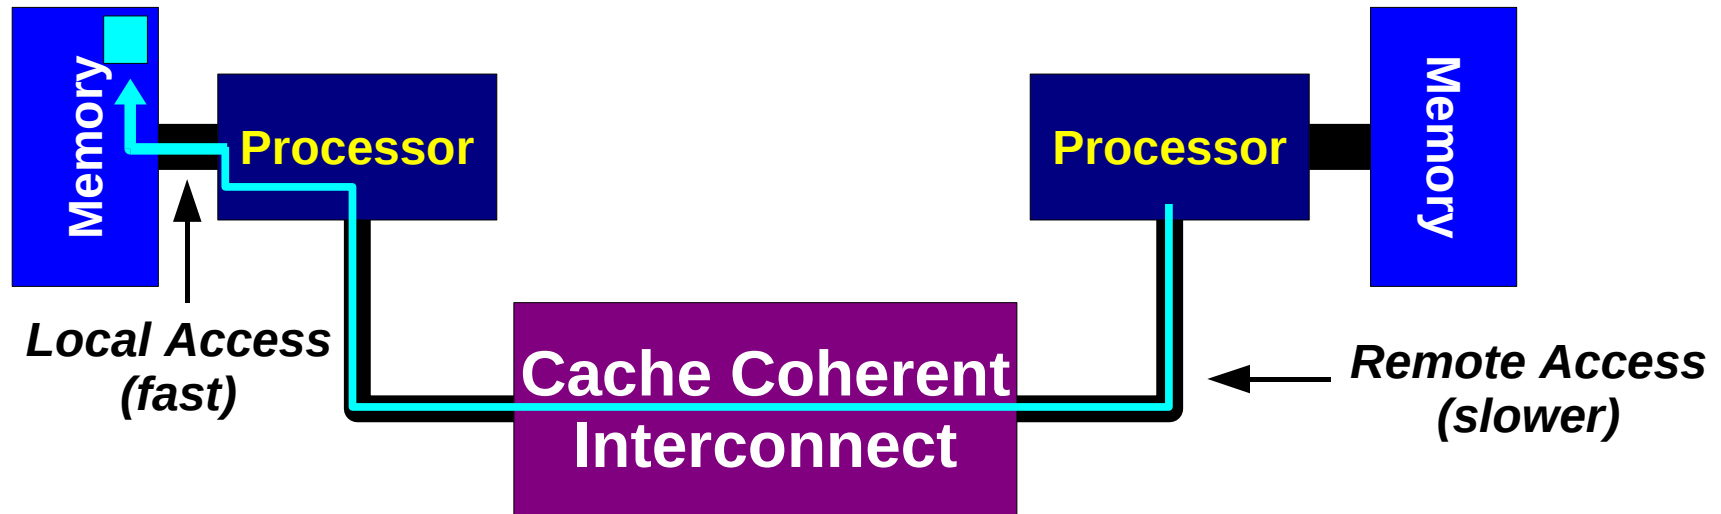 Memory
Processor
Processor
Memory
Local Access
(fast)
Cache Coherent
Interconnect
Remote Access
(slower)